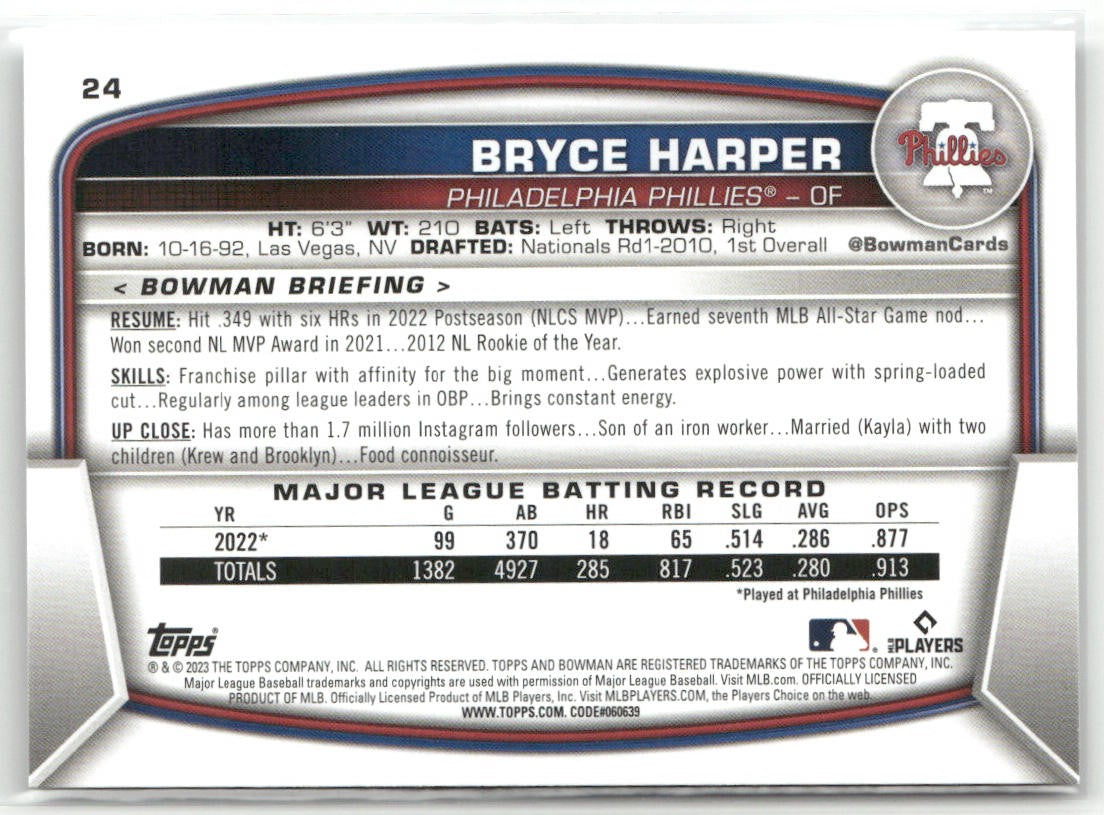 24
BRYCE HARPER
Phillies
TM
PHILADELPHIA PHILLIES® – OF
HT: 6'3" WT: 210 BATS: Left THROWS: Right
BORN: 10-16-92, Las Vegas, NV DRAFTED: Nationals Rd1-2010, 1st Overall @BowmanCards
< BOWMAN BRIEFING >
RESUME: Hit .349 with six HRs in 2022 Postseason (NLCS MVP)...Earned seventh MLB All-Star Game nod...
Won second NL MVP Award in 2021...2012 NL Rookie of the Year.
SKILLS: Franchise pillar with affinity for the big moment...Generates explosive power with spring-loaded
cut...Regularly among league leaders in OBP...Brings constant energy.
UP CLOSE: Has more than 1.7 million Instagram followers...Son of an iron worker...Married (Kayla) with two
children (Krew and Brooklyn)...Food connoisseur.
MAJOR LEAGUE BATTING RECORD
YR G AB HR RBI SLG AVG OPS
2022* 99 370 18 65 .514 .286 .877
TOTALS 1382 4927 285 817 .523 .280 .913
*Played at Philadelphia Phillies
TOPPS
MLB PLAYERS
® & © 2023 THE TOPPS COMPANY, INC. ALL RIGHTS RESERVED. TOPPS AND BOWMAN ARE REGISTERED TRADEMARKS OF THE TOPPS COMPANY, INC.
Major League Baseball trademarks and copyrights are used with permission of Major League Baseball. Visit MLB.com. OFFICIALLY LICENSED
PRODUCT OF MLB. Officially Licensed Product of MLB Players, Inc. Visit MLBPLAYERS.COM, the Players Choice on the web.
WWW.TOPPS.COM. CODE#060639